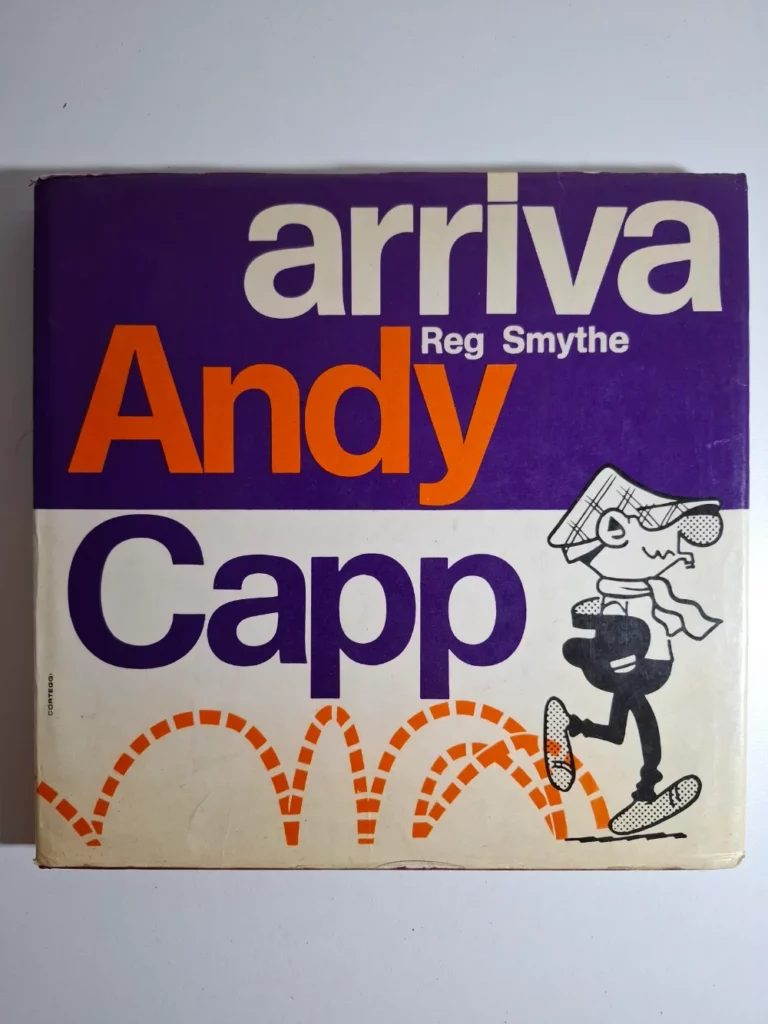 arriva
Reg Smythe
Andy
Capp
CORTEGGI